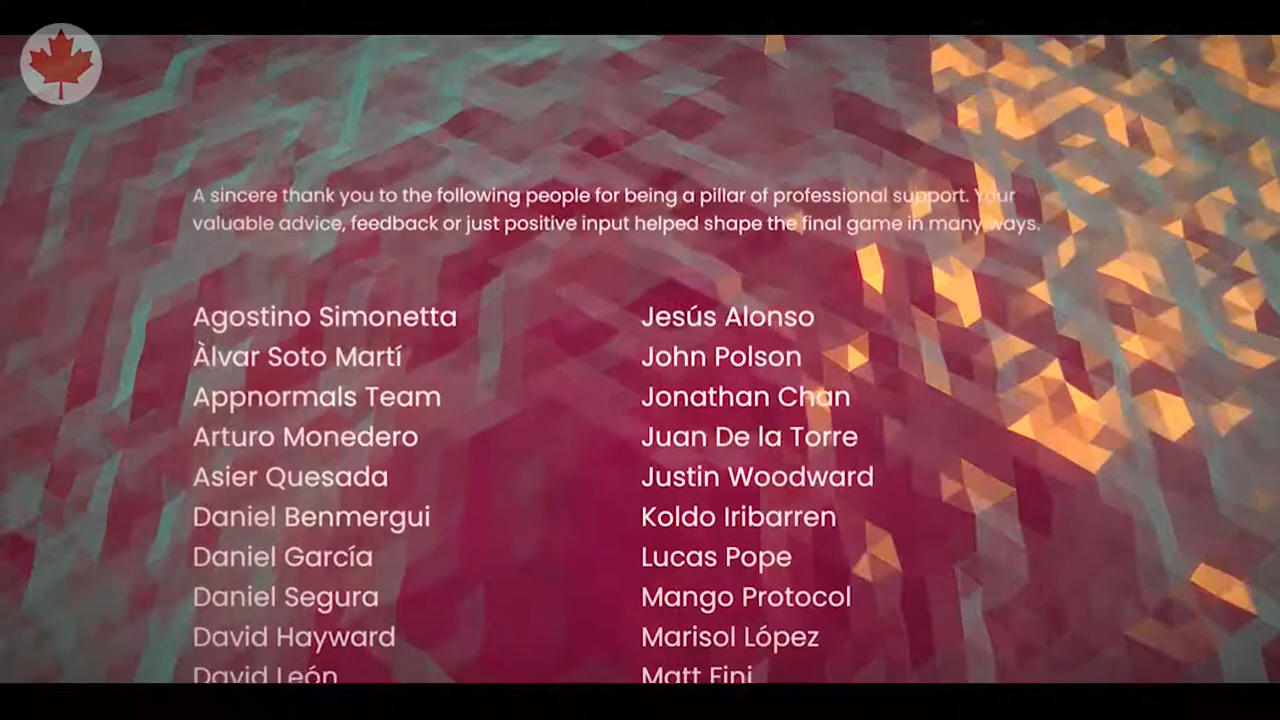 A sincere thank you to the following people for being a pillar of professional support. Your
valuable advice, feedback or just positive input helped shape the final game in many ways.
Agostino Simonetta
Àlvar Soto Martí
Appnormals Team
Arturo Monedero
Asier Quesada
Daniel Benmergui
Daniel García
Daniel Segura
David Hayward
David León
Jesús Alonso
John Polson
Jonathan Chan
Juan De la Torre
Justin Woodward
Koldo Iribarren
Lucas Pope
Mango Protocol
Marisol López
Matt Fini